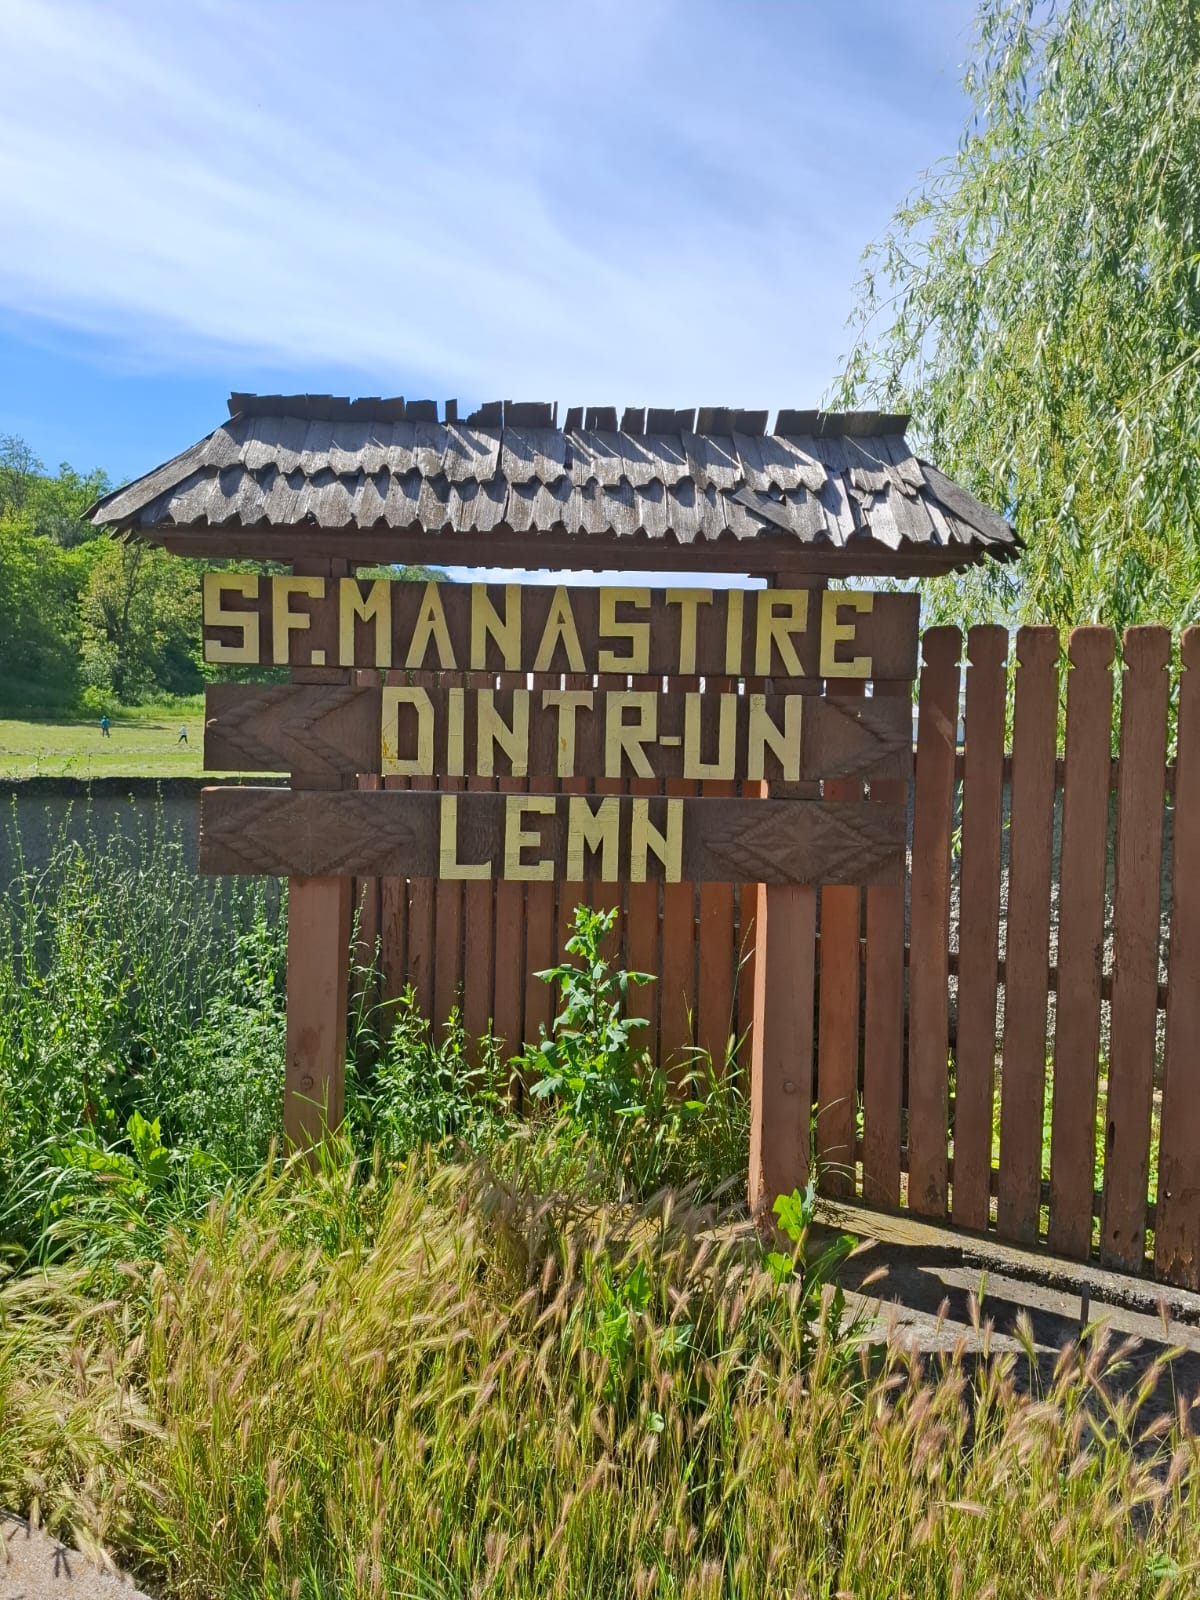 SF.MANASTIRE
DINTR-UN
LEMN